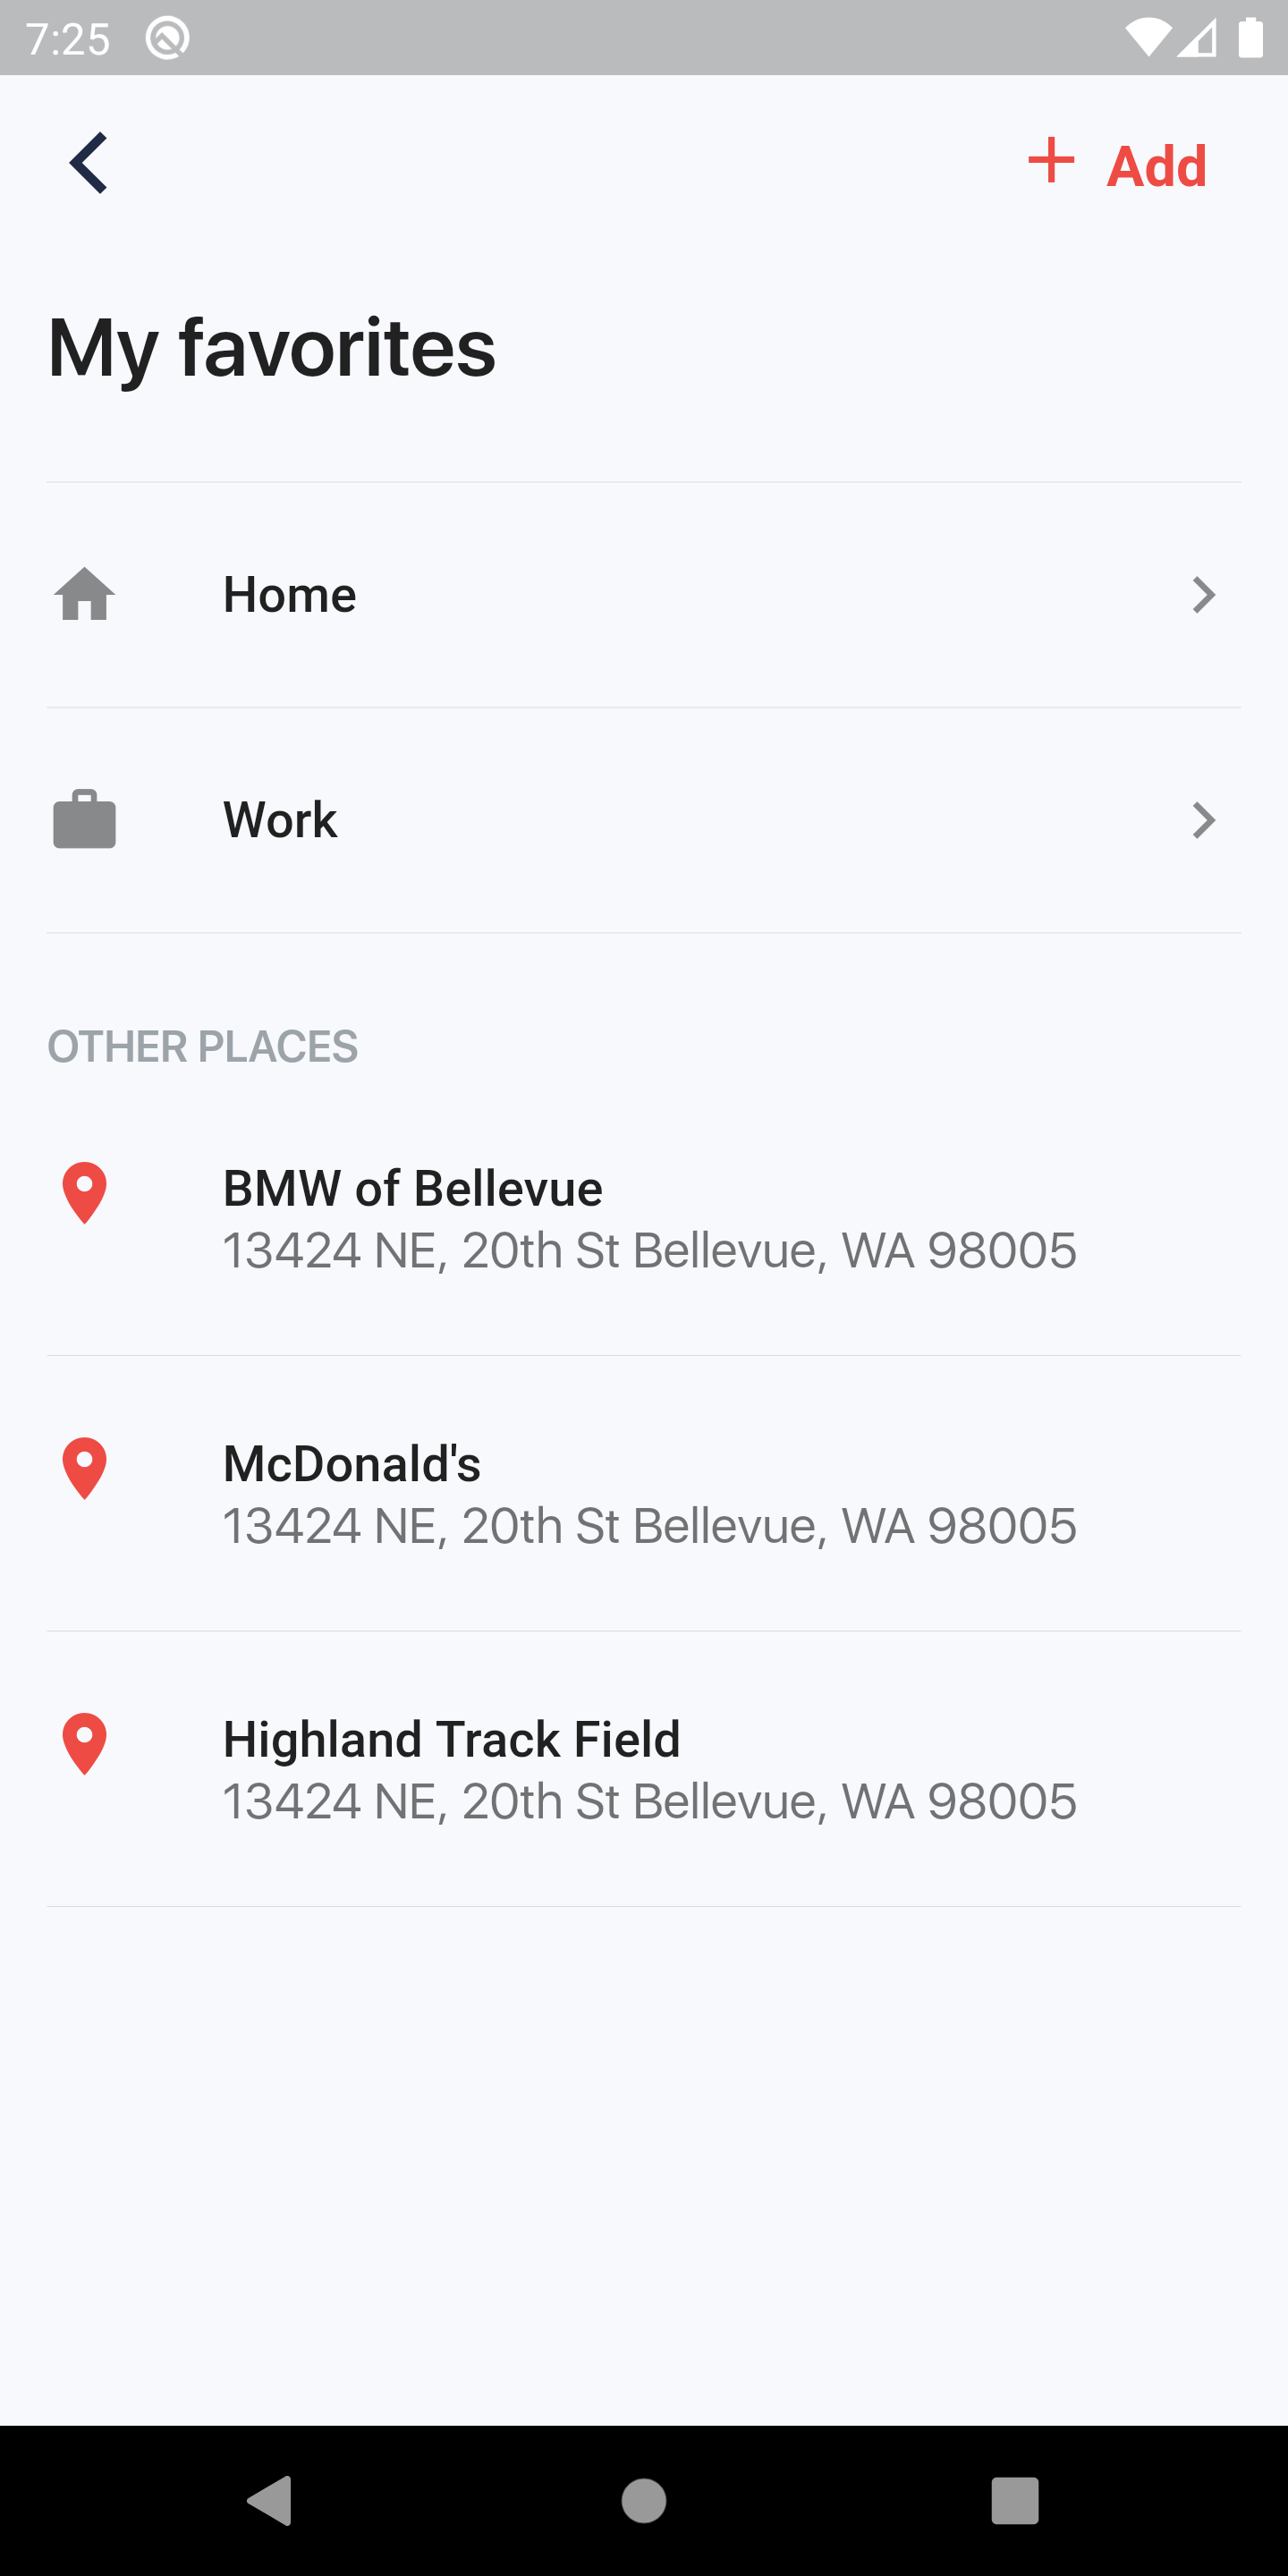 7:25
Add
My favorites
Home
Work
OTHER PLACES
BMW of Bellevue
13424 NE, 20th St Bellevue, WA 98005
McDonald's
13424 NE, 20th St Bellevue, WA 98005
Highland Track Field
13424 NE, 20th St Bellevue, WA 98005